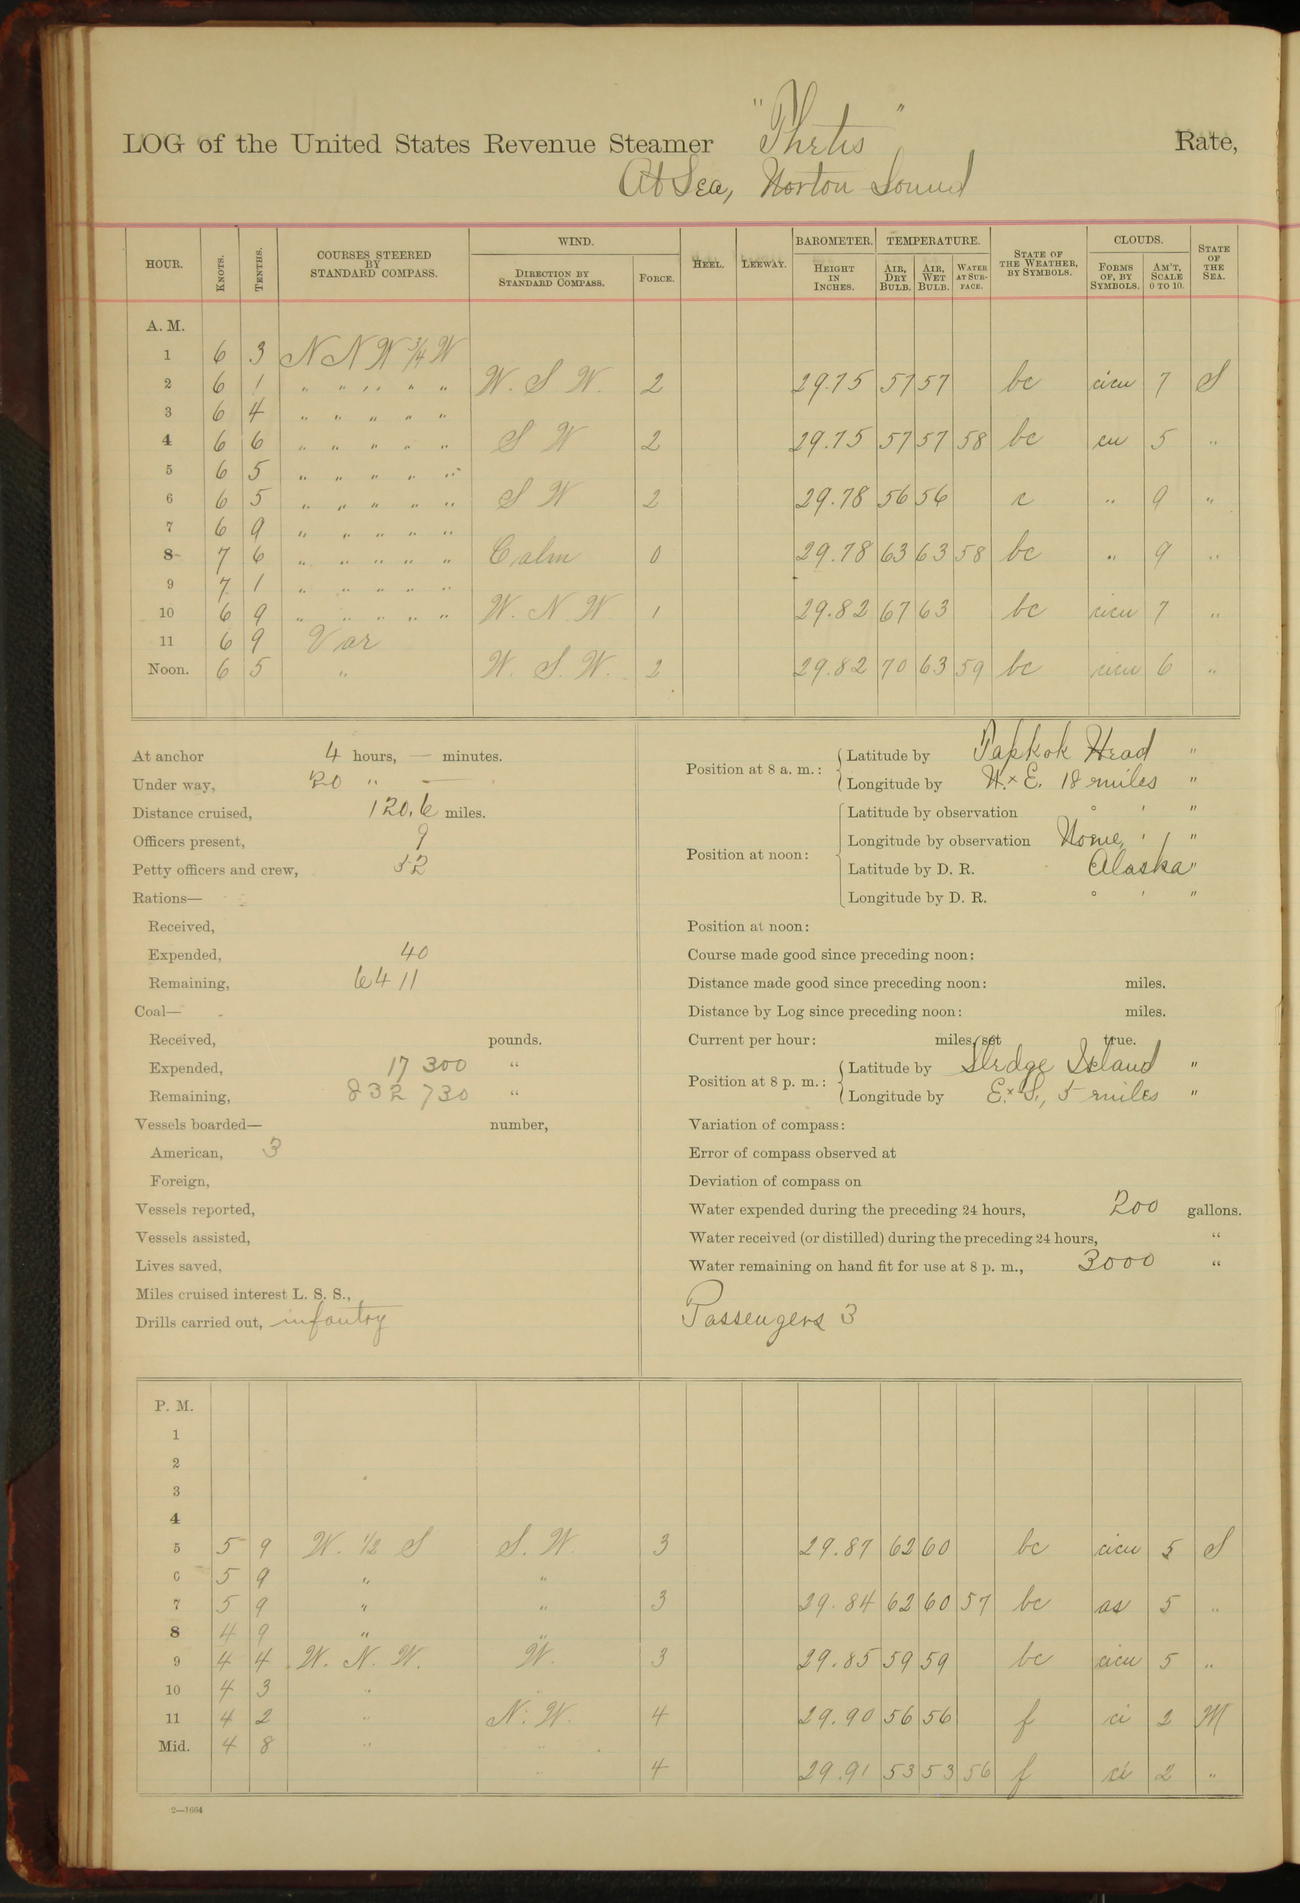 LOG of the United States Revenue Steamer "Thetis" Rate,
At Sea, Norton Sound
HOUR. KNOTS. TENTHS. COURSES STEERED BY STANDARD COMPASS. WIND. DIRECTION BY STANDARD COMPASS. FORCE. HEEL. LEEWAY. BAROMETER. HEIGHT IN INCHES. TEMPERATURE. AIR, DRY BULB. AIR, WET BULB. WATER AT SURFACE. STATE OF THE WEATHER, BY SYMBOLS. CLOUDS. FORMS OF, BY SYMBOLS. AM'T, SCALE 0 TO 10. STATE OF THE SEA.
A. M.
1 6 3 N N W ¾ W
2 6 1 " " " " " W. S W. 2 29.75 57 57 bc cicu 7 S
3 6 4 " " " " "
4 6 6 " " " " " S W 2 29.75 57 57 58 bc cu 5 "
5 6 5 " " " " "
6 6 5 " " " " " S W 2 29.78 56 56 c " 9 "
7 6 9 " " " " "
8 7 6 " " " " " Calm 0 29.78 63 63 58 bc " 9 "
9 7 1 " " " " "
10 6 9 " " " " " W. N. W. 1 29.82 67 63 bc cicu 7 "
11 6 9 Var
Noon. 6 5 " W. S. W. 2 29.82 70 63 59 bc cicu 6 "
At anchor 4 hours, — minutes.
Under way, 20 " —
Distance cruised, 120.6 miles.
Officers present, 9
Petty officers and crew, 52
Rations—
Received,
Expended, 40
Remaining, 6411
Coal—
Received, pounds.
Expended, 17 300 "
Remaining, 832 730 "
Vessels boarded— number,
American, 3
Foreign,
Vessels reported,
Vessels assisted,
Lives saved,
Miles cruised interest L. S. S.,
Drills carried out, infantry
Position at 8 a. m.: Latitude by Tapkok Head "
Longitude by N. x E. 18 miles "
Position at noon: Latitude by observation ° ' "
Longitude by observation Nome, ' "
Latitude by D. R. Alaska "
Longitude by D. R. ° ' "
Position at noon:
Course made good since preceding noon:
Distance made good since preceding noon: miles.
Distance by Log since preceding noon: miles.
Current per hour: miles, set true.
Position at 8 p. m.: Latitude by Sledge Island "
Longitude by E. x S., 5 miles "
Variation of compass:
Error of compass observed at
Deviation of compass on
Water expended during the preceding 24 hours, 200 gallons.
Water received (or distilled) during the preceding 24 hours, "
Water remaining on hand fit for use at 8 p. m., 3000 "
Passengers 3
P. M.
1
2
3
4
5 5 9 W. ½ S S. W. 3 29.87 62 60 bc cicu 5 S
6 5 9 " "
7 5 9 " " 3 29.84 62 60 57 bc as 5 "
8 4 9 " "
9 4 4 W. N. W. W. 3 29.85 59 59 bc cicu 5 "
10 4 3 " "
11 4 2 " N. W. 4 29.90 56 56 f ci 2 M
Mid. 4 8 " "
" 4 29.91 53 53 56 f ci 2 "
2—1664